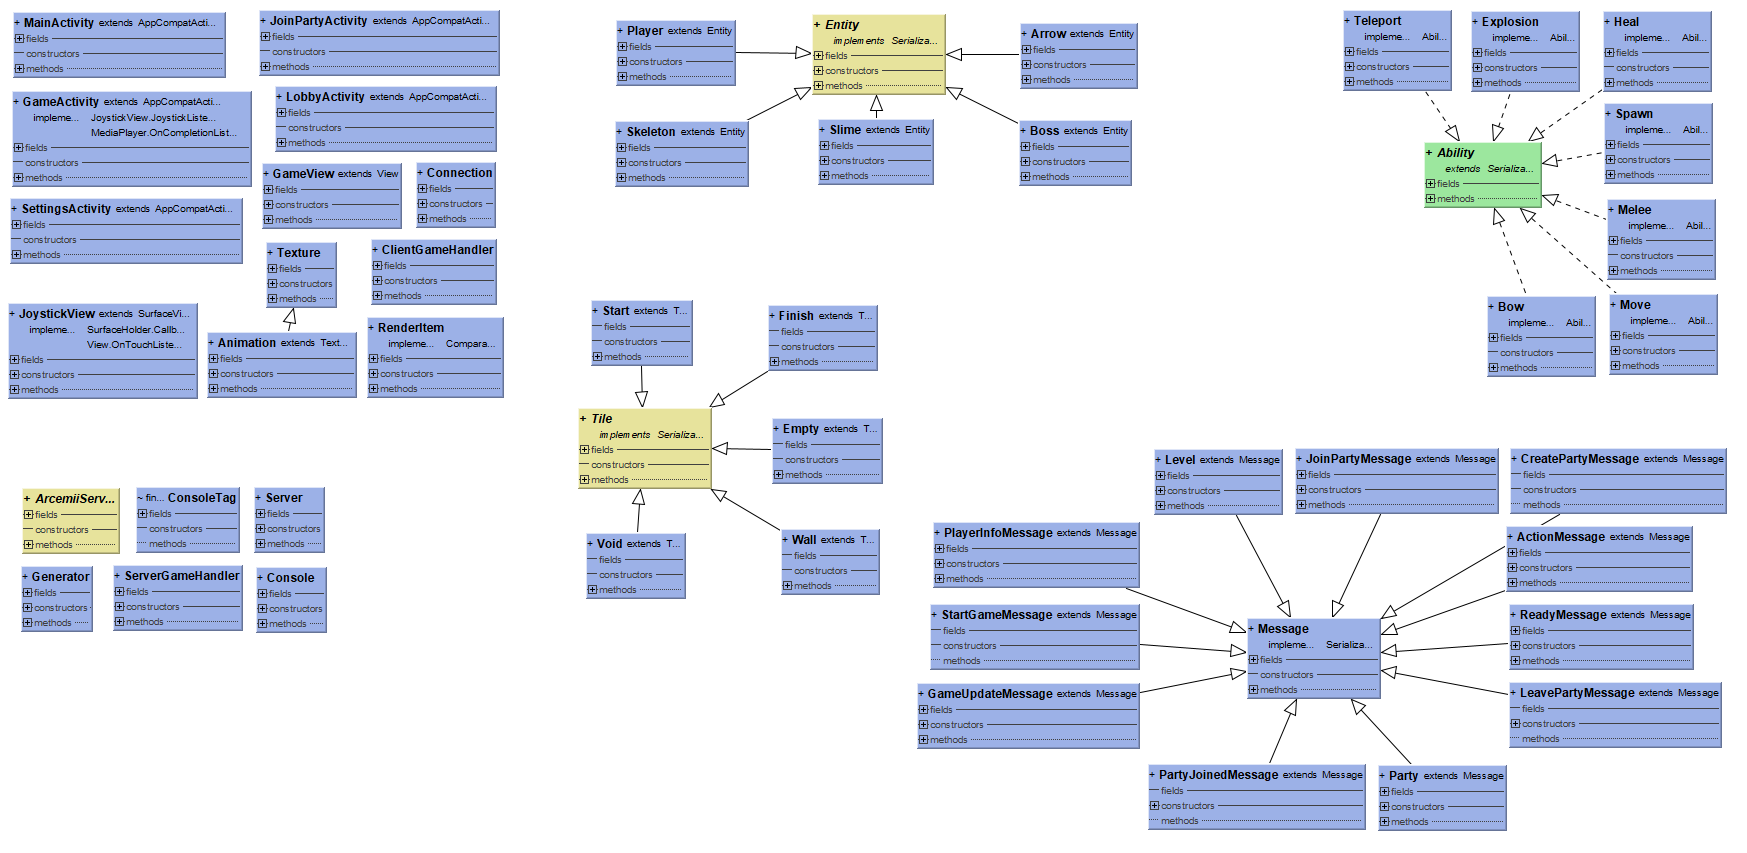 + MainActivity extends AppCompatActi...
fields
constructors
methods
+ JoinPartyActivity extends AppCompatActi...
fields
constructors
methods
+ GameActivity extends AppCompatActi...
impleme... JoystickView.JoystickListe...
MediaPlayer.OnCompletionList...
fields
constructors
methods
+ LobbyActivity extends AppCompatActi...
fields
constructors
methods
+ GameView extends View
fields
constructors
methods
+ Connection
fields
constructors
methods
+ SettingsActivity extends AppCompatActi...
fields
constructors
methods
+ Texture
fields
constructors
methods
+ ClientGameHandler
fields
constructors
methods
+ JoystickView extends SurfaceVi...
impleme... SurfaceHolder.Callb...
View.OnTouchListe...
fields
constructors
methods
+ Animation extends Text...
fields
constructors
methods
+ RenderItem
impleme... Compara...
fields
constructors
methods
+ ArcemiiServ...
fields
constructors
methods
~ fin... ConsoleTag
fields
constructors
methods
+ Server
fields
constructors
methods
+ Generator
fields
constructors
methods
+ ServerGameHandler
fields
constructors
methods
+ Console
fields
constructors
methods
+ Player extends Entity
fields
constructors
methods
+ Entity
implements Serializa...
fields
constructors
methods
+ Arrow extends Entity
fields
constructors
methods
+ Skeleton extends Entity
fields
constructors
methods
+ Slime extends Entity
fields
constructors
methods
+ Boss extends Entity
fields
constructors
methods
+ Start extends T...
fields
constructors
methods
+ Finish extends T...
fields
constructors
methods
+ Tile
implements Serializa...
fields
constructors
methods
+ Empty extends T...
fields
constructors
methods
+ Void extends T...
fields
constructors
methods
+ Wall extends T...
fields
constructors
methods
+ Teleport
impleme... Abil...
fields
constructors
methods
+ Explosion
impleme... Abil...
fields
constructors
methods
+ Heal
impleme... Abil...
fields
constructors
methods
+ Spawn
impleme... Abil...
fields
constructors
methods
+ Ability
extends Serializa...
fields
methods
+ Melee
impleme... Abil...
fields
constructors
methods
+ Bow
impleme... Abil...
fields
constructors
methods
+ Move
impleme... Abil...
fields
constructors
methods
+ Level extends Message
fields
constructors
methods
+ JoinPartyMessage extends Message
fields
constructors
methods
+ CreatePartyMessage extends Message
fields
constructors
methods
+ PlayerInfoMessage extends Message
fields
constructors
methods
+ ActionMessage extends Message
fields
constructors
methods
+ StartGameMessage extends Message
fields
constructors
methods
+ Message
impleme... Serializa...
fields
constructors
methods
+ ReadyMessage extends Message
fields
constructors
methods
+ GameUpdateMessage extends Message
fields
constructors
methods
+ LeavePartyMessage extends Message
fields
constructors
methods
+ PartyJoinedMessage extends Message
fields
constructors
methods
+ Party extends Message
fields
constructors
methods